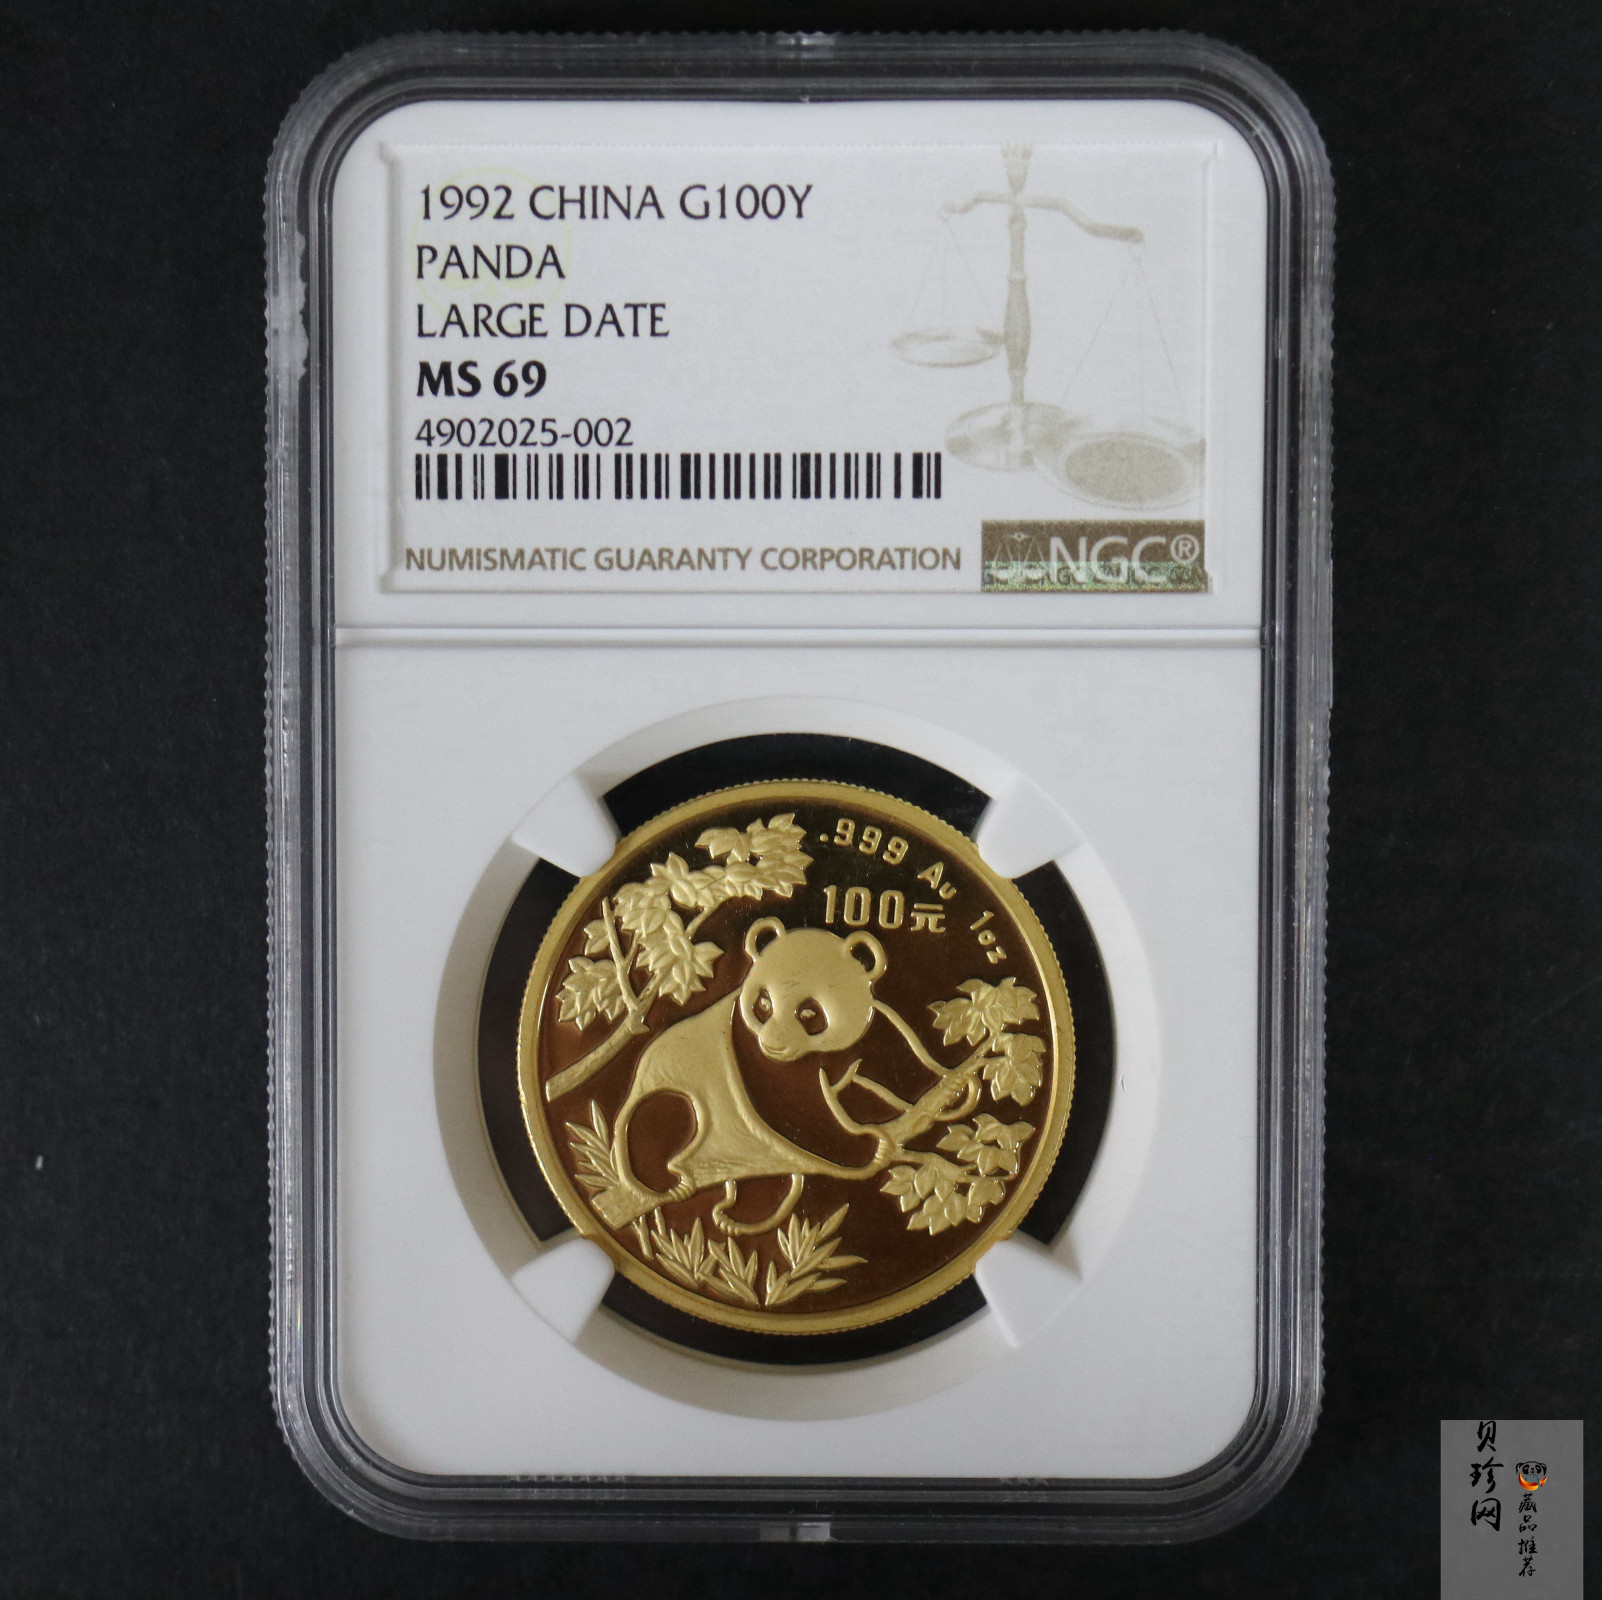 1992 CHINA G100Y
PANDA
LARGE DATE
MS 69
4902025-002
NUMISMATIC GUARANTY CORPORATION
NGC®
.999 Au 1oz
100元
贝珍网
藏品推荐